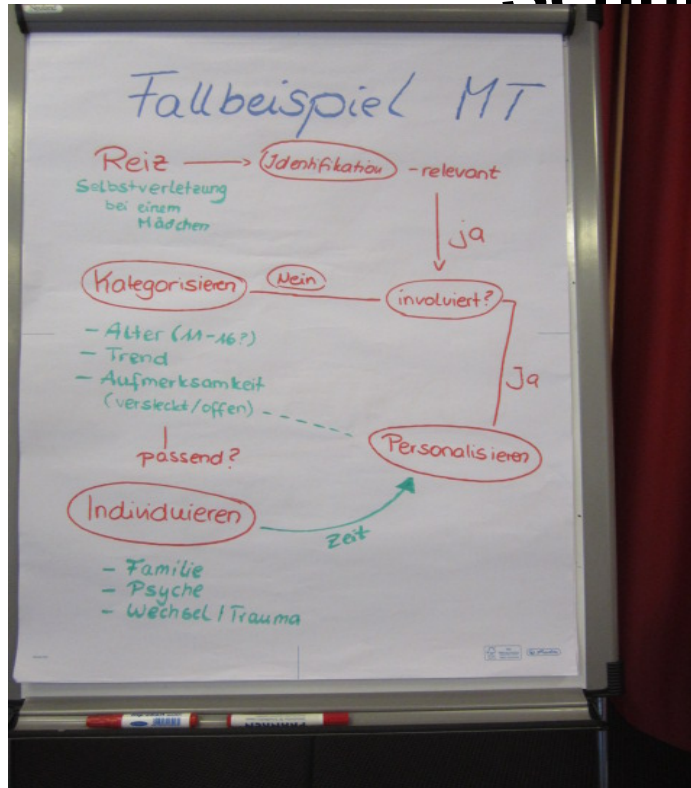 Fallbeispiel MT
Reiz Identifikation - relevant
Selbstverletzung
bei einem
Mädchen
ja
Kategorisieren Nein involviert?
- Alter (11-16?)
- Trend
- Aufmerksamkeit
(versteckt/offen)
Ja
passend?
Personalisieren
Individuieren
Zeit
- Familie
- Psyche
- Wechsel / Trauma